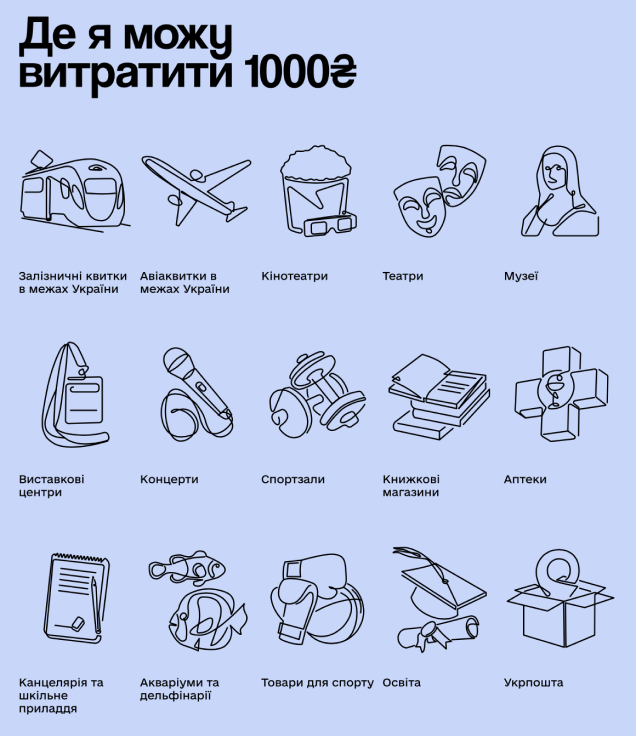 Де я можу
витратити 1000₴
Залізничні квитки
в межах України
Авіаквитки в
межах України
Кінотеатри
Театри
Музеї
Виставкові
центри
Концерти
Спортзали
Книжкові
магазини
Аптеки
Канцелярія та
шкільне
приладдя
Акваріуми та
дельфінарії
Товари для спорту
Освіта
Укрпошта